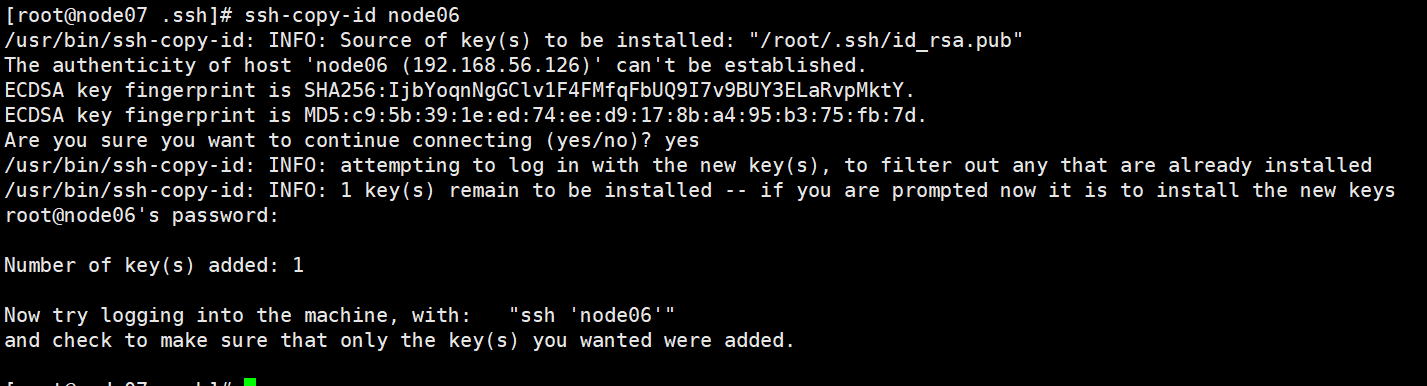 [root@node07 .ssh]# ssh-copy-id node06
/usr/bin/ssh-copy-id: INFO: Source of key(s) to be installed: "/root/.ssh/id_rsa.pub"
The authenticity of host 'node06 (192.168.56.126)' can't be established.
ECDSA key fingerprint is SHA256:IjbYoqnNgGClv1F4FMfqFbUQ9I7v9BUY3ELaRvpMktY.
ECDSA key fingerprint is MD5:c9:5b:39:1e:ed:74:ee:d9:17:8b:a4:95:b3:75:fb:7d.
Are you sure you want to continue connecting (yes/no)? yes
/usr/bin/ssh-copy-id: INFO: attempting to log in with the new key(s), to filter out any that are already installed
/usr/bin/ssh-copy-id: INFO: 1 key(s) remain to be installed -- if you are prompted now it is to install the new keys
root@node06's password:
Number of key(s) added: 1
Now try logging into the machine, with:   "ssh 'node06'"
and check to make sure that only the key(s) you wanted were added.